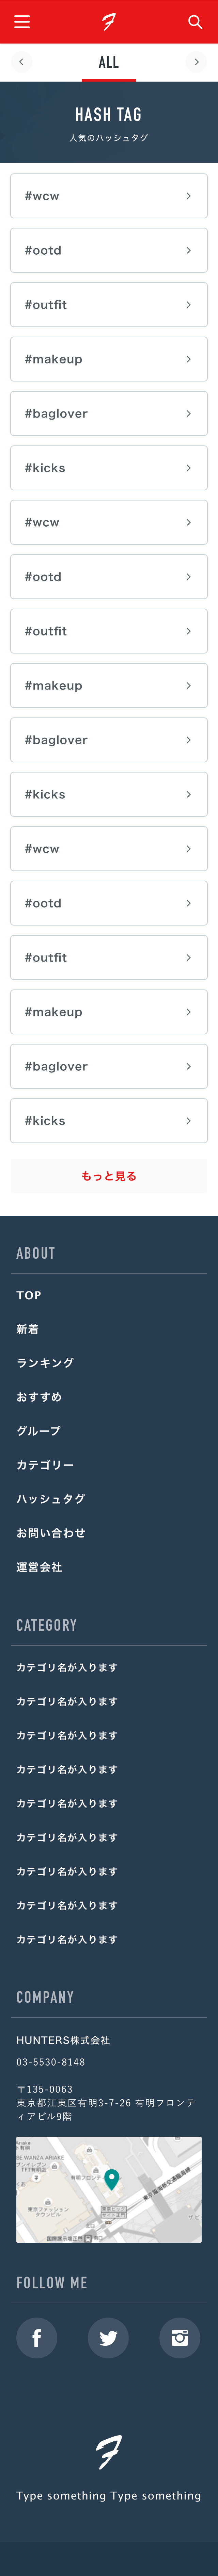 ALL
HASH TAG
人気のハッシュタグ
#wcw
#ootd
#outfit
#makeup
#baglover
#kicks
#wcw
#ootd
#outfit
#makeup
#baglover
#kicks
#wcw
#ootd
#outfit
#makeup
#baglover
#kicks
もっと見る
ABOUT
TOP
新着
ランキング
おすすめ
グループ
カテゴリー
ハッシュタグ
お問い合わせ
運営会社
CATEGORY
カテゴリ名が入ります
カテゴリ名が入ります
カテゴリ名が入ります
カテゴリ名が入ります
カテゴリ名が入ります
カテゴリ名が入ります
カテゴリ名が入ります
カテゴリ名が入ります
カテゴリ名が入ります
COMPANY
HUNTERS株式会社
03-5530-8148
〒135-0063
東京都江東区有明3-7-26 有明フロンテ
ィアビル9階
FOLLOW ME
Type something Type something